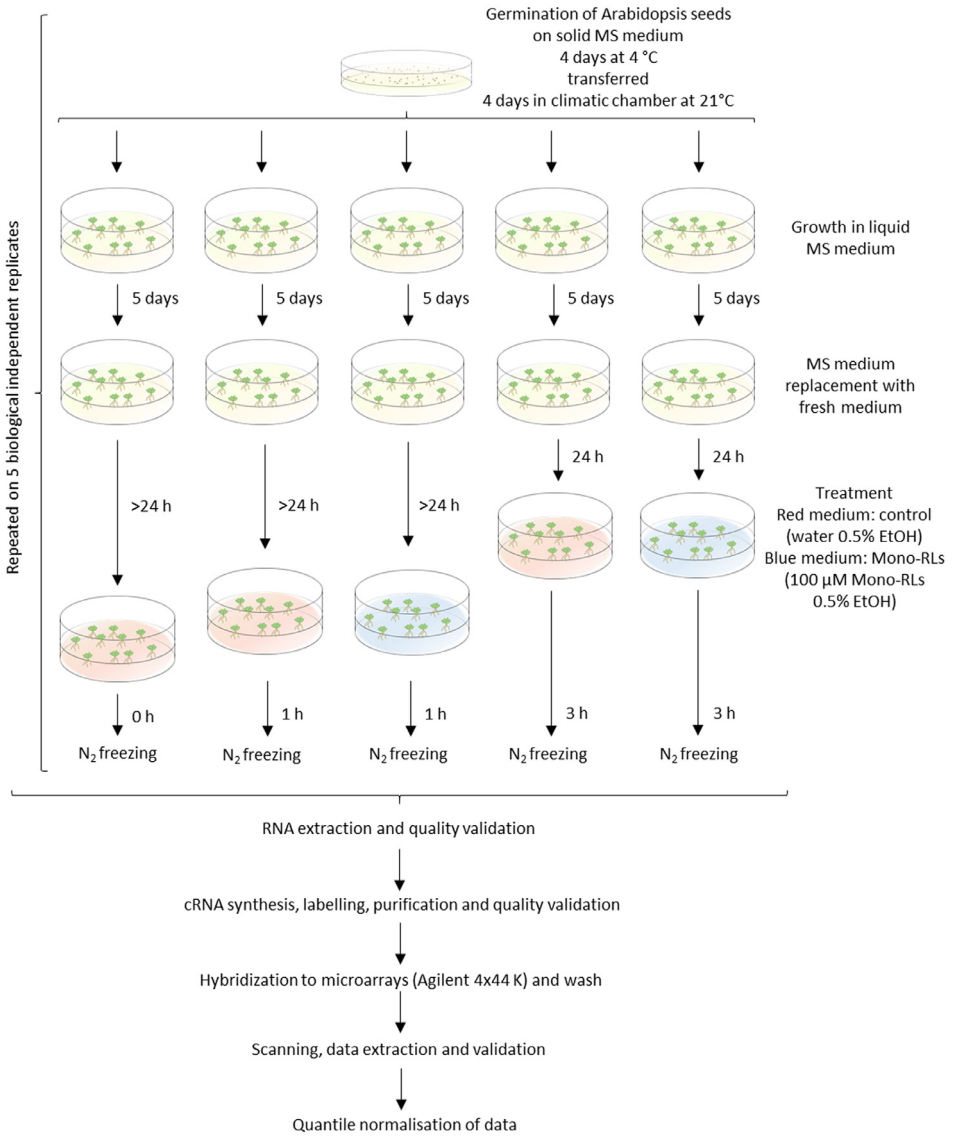 Germination of Arabidopsis seeds
on solid MS medium
4 days at 4 °C
transferred
4 days in climatic chamber at 21°C
Repeated on 5 biological independent replicates
Growth in liquid
MS medium
5 days
5 days
5 days
5 days
5 days
MS medium
replacement with
fresh medium
>24 h
>24 h
>24 h
24 h
24 h
Treatment
Red medium: control
(water 0.5% EtOH)
Blue medium: Mono-RLs
(100 µM Mono-RLs
0.5% EtOH)
0 h
1 h
1 h
3 h
3 h
N₂ freezing
N₂ freezing
N₂ freezing
N₂ freezing
N₂ freezing
RNA extraction and quality validation
cRNA synthesis, labelling, purification and quality validation
Hybridization to microarrays (Agilent 4x44 K) and wash
Scanning, data extraction and validation
Quantile normalisation of data